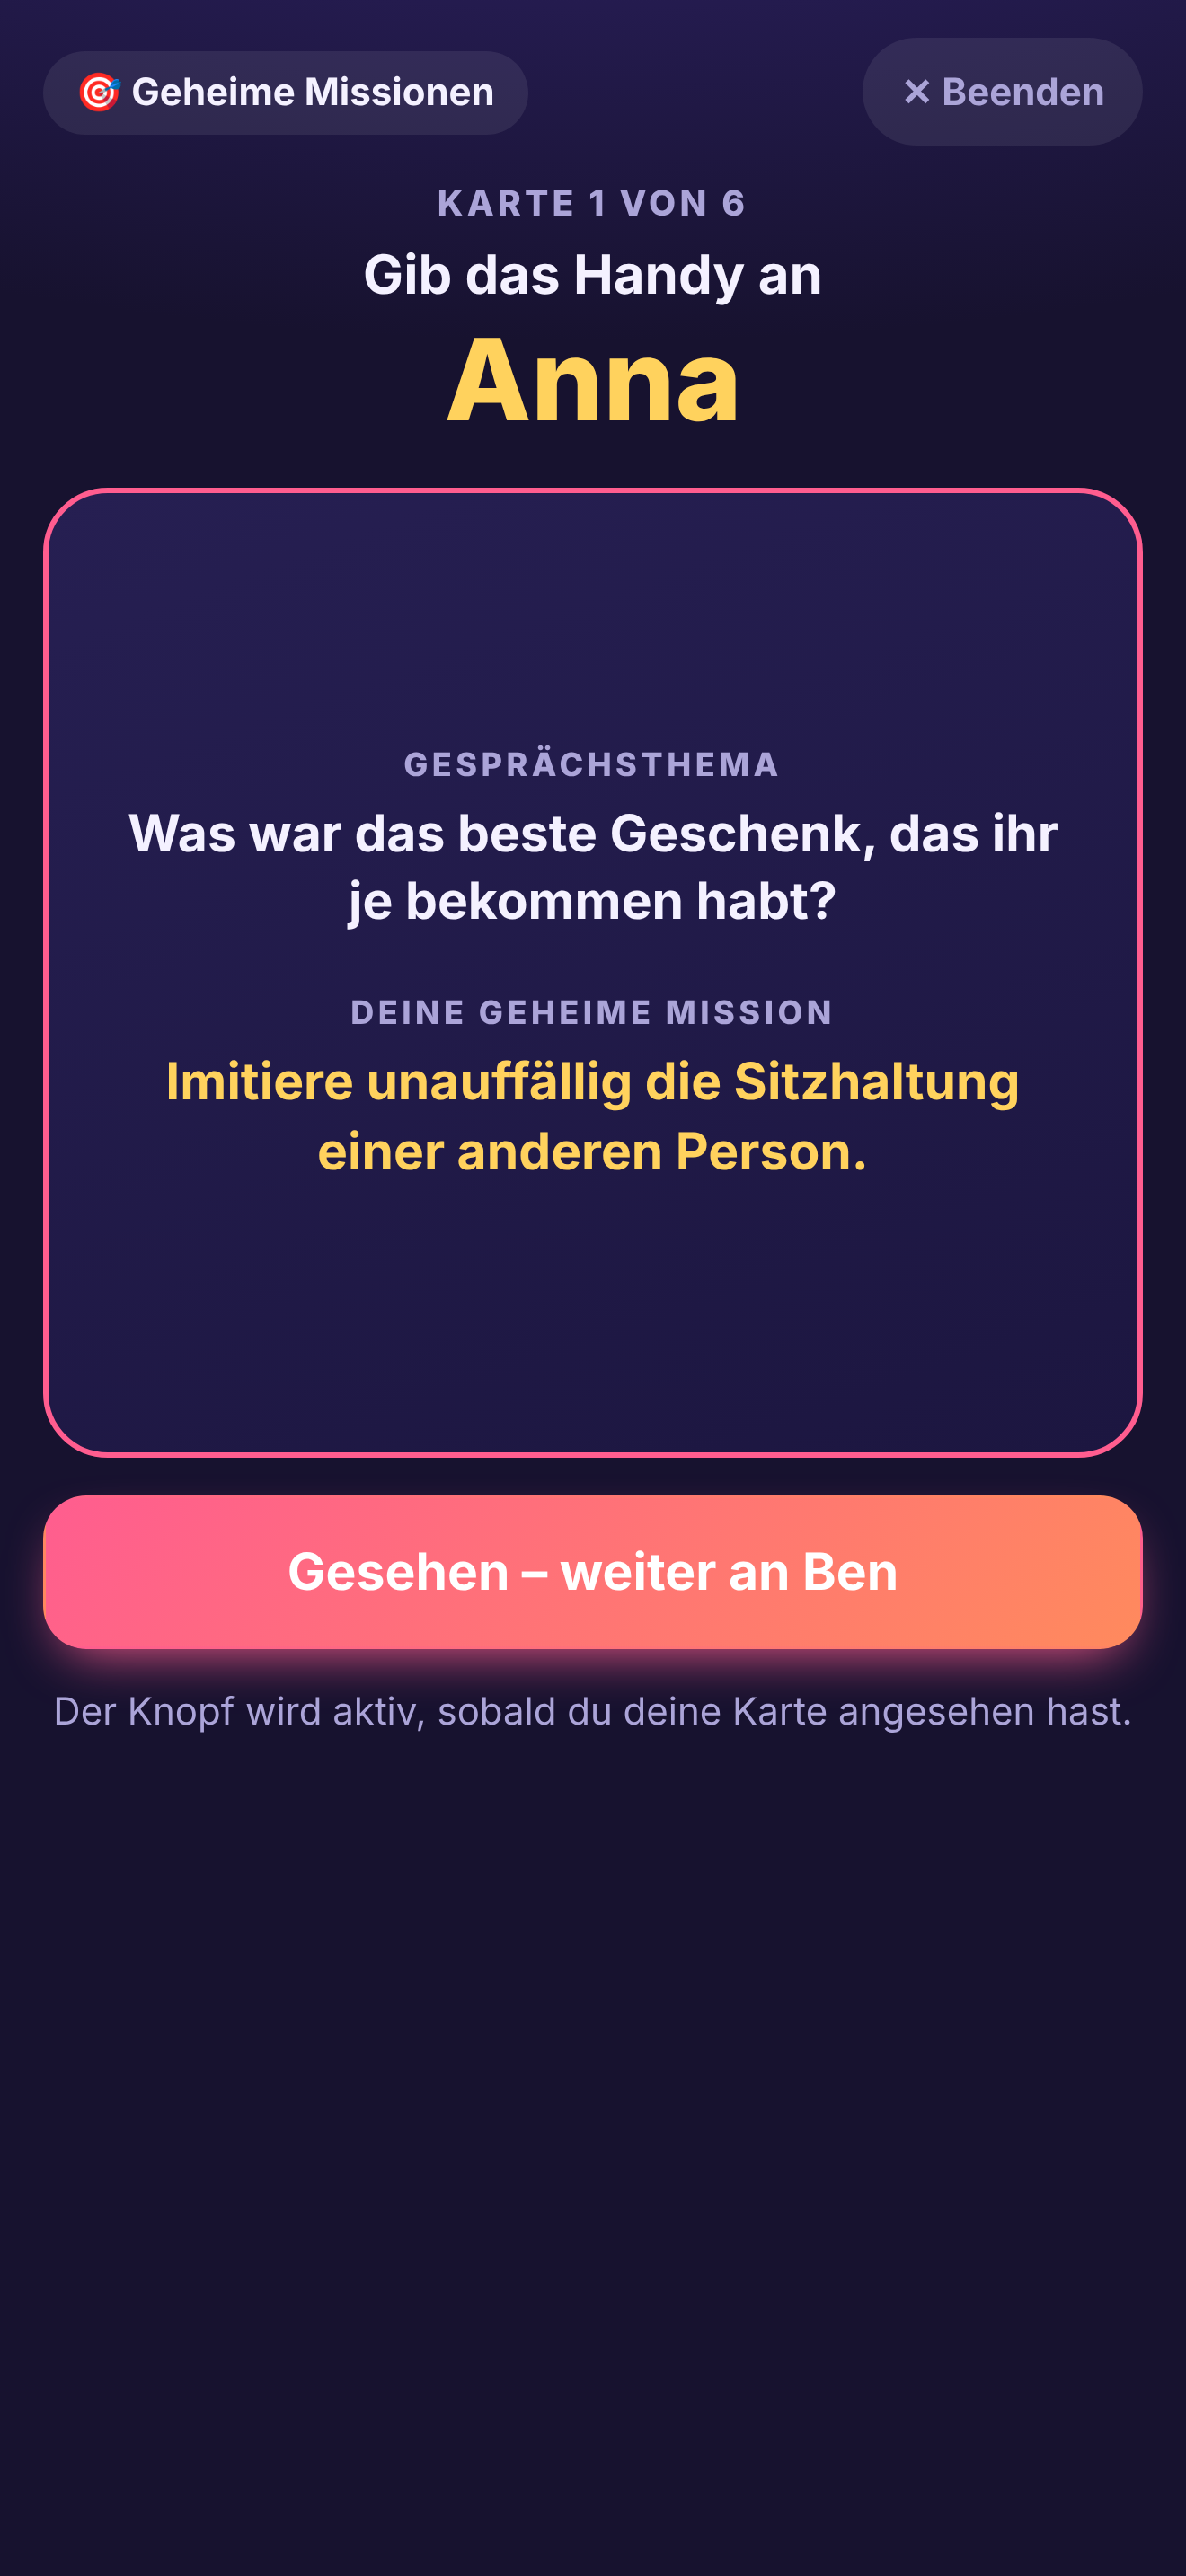 🎯 Geheime Missionen
✕ Beenden
KARTE 1 VON 6
Gib das Handy an
Anna
GESPRÄCHSTHEMA
Was war das beste Geschenk, das ihr
je bekommen habt?
DEINE GEHEIME MISSION
Imitiere unauffällig die Sitzhaltung
einer anderen Person.
Gesehen – weiter an Ben
Der Knopf wird aktiv, sobald du deine Karte angesehen hast.